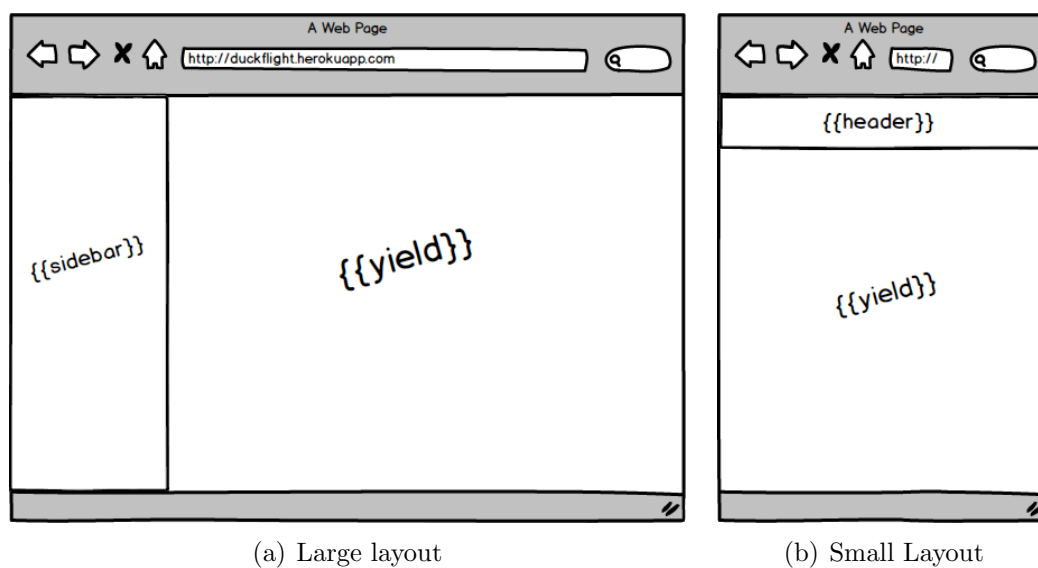 A Web Page
http://duckflight.herokuapp.com
{{sidebar}}
{{yield}}
(a) Large layout
A Web Page
http://
{{header}}
{{yield}}
(b) Small Layout